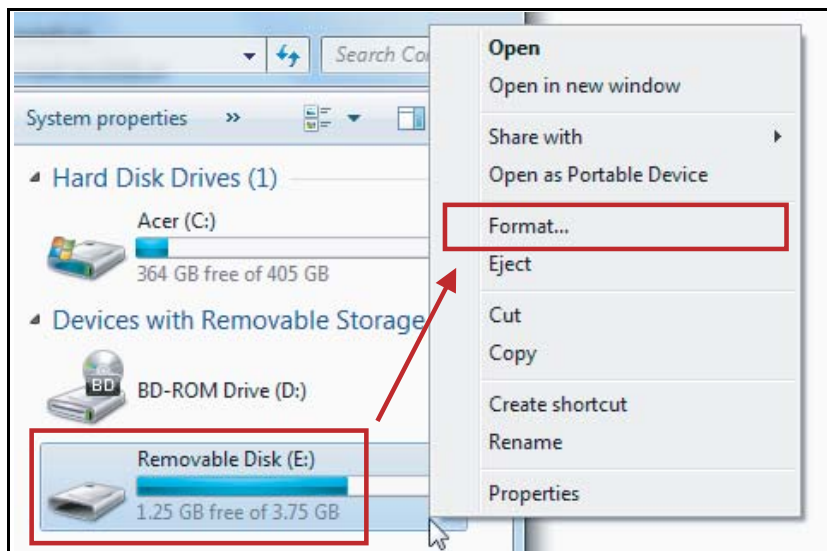 Search Co
System properties »
Hard Disk Drives (1)
Acer (C:)
364 GB free of 405 GB
Devices with Removable Storage
BD
BD-ROM Drive (D:)
Removable Disk (E:)
1.25 GB free of 3.75 GB
Open
Open in new window
Share with
Open as Portable Device
Format...
Eject
Cut
Copy
Create shortcut
Rename
Properties